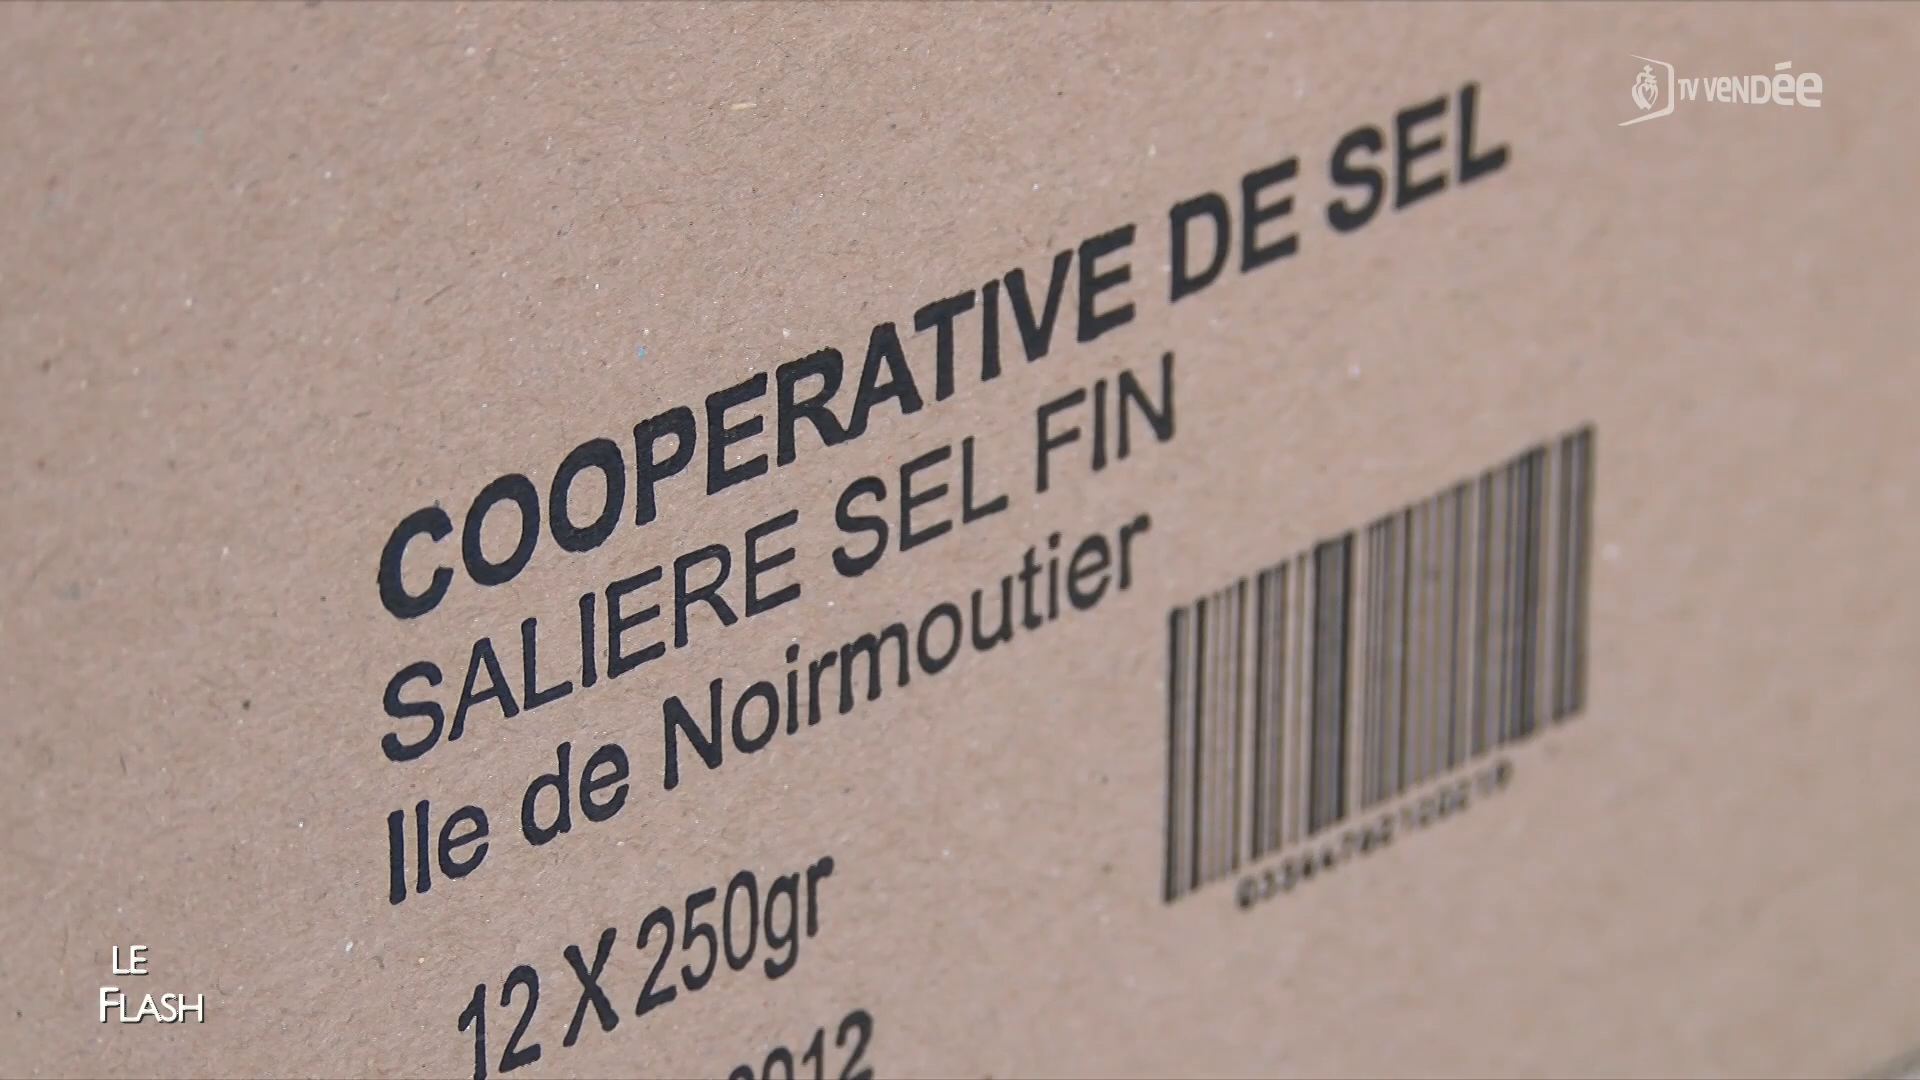 TV VENDÉE
COOPERATIVE DE SEL
SALIERE SEL FIN
Ile de Noirmoutier
12 X 250gr
LE
FLASH